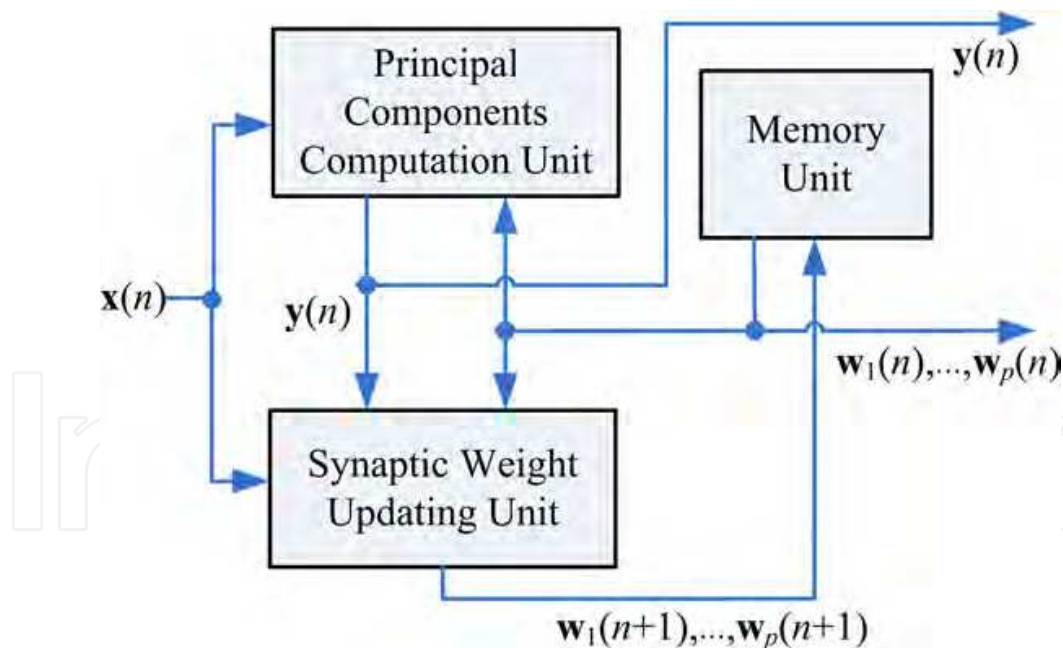 Principal
Components
Computation Unit
y(n)
Memory
Unit
x(n)
y(n)
w₁(n),...,wₚ(n)
Synaptic Weight
Updating Unit
w₁(n+1),...,wₚ(n+1)